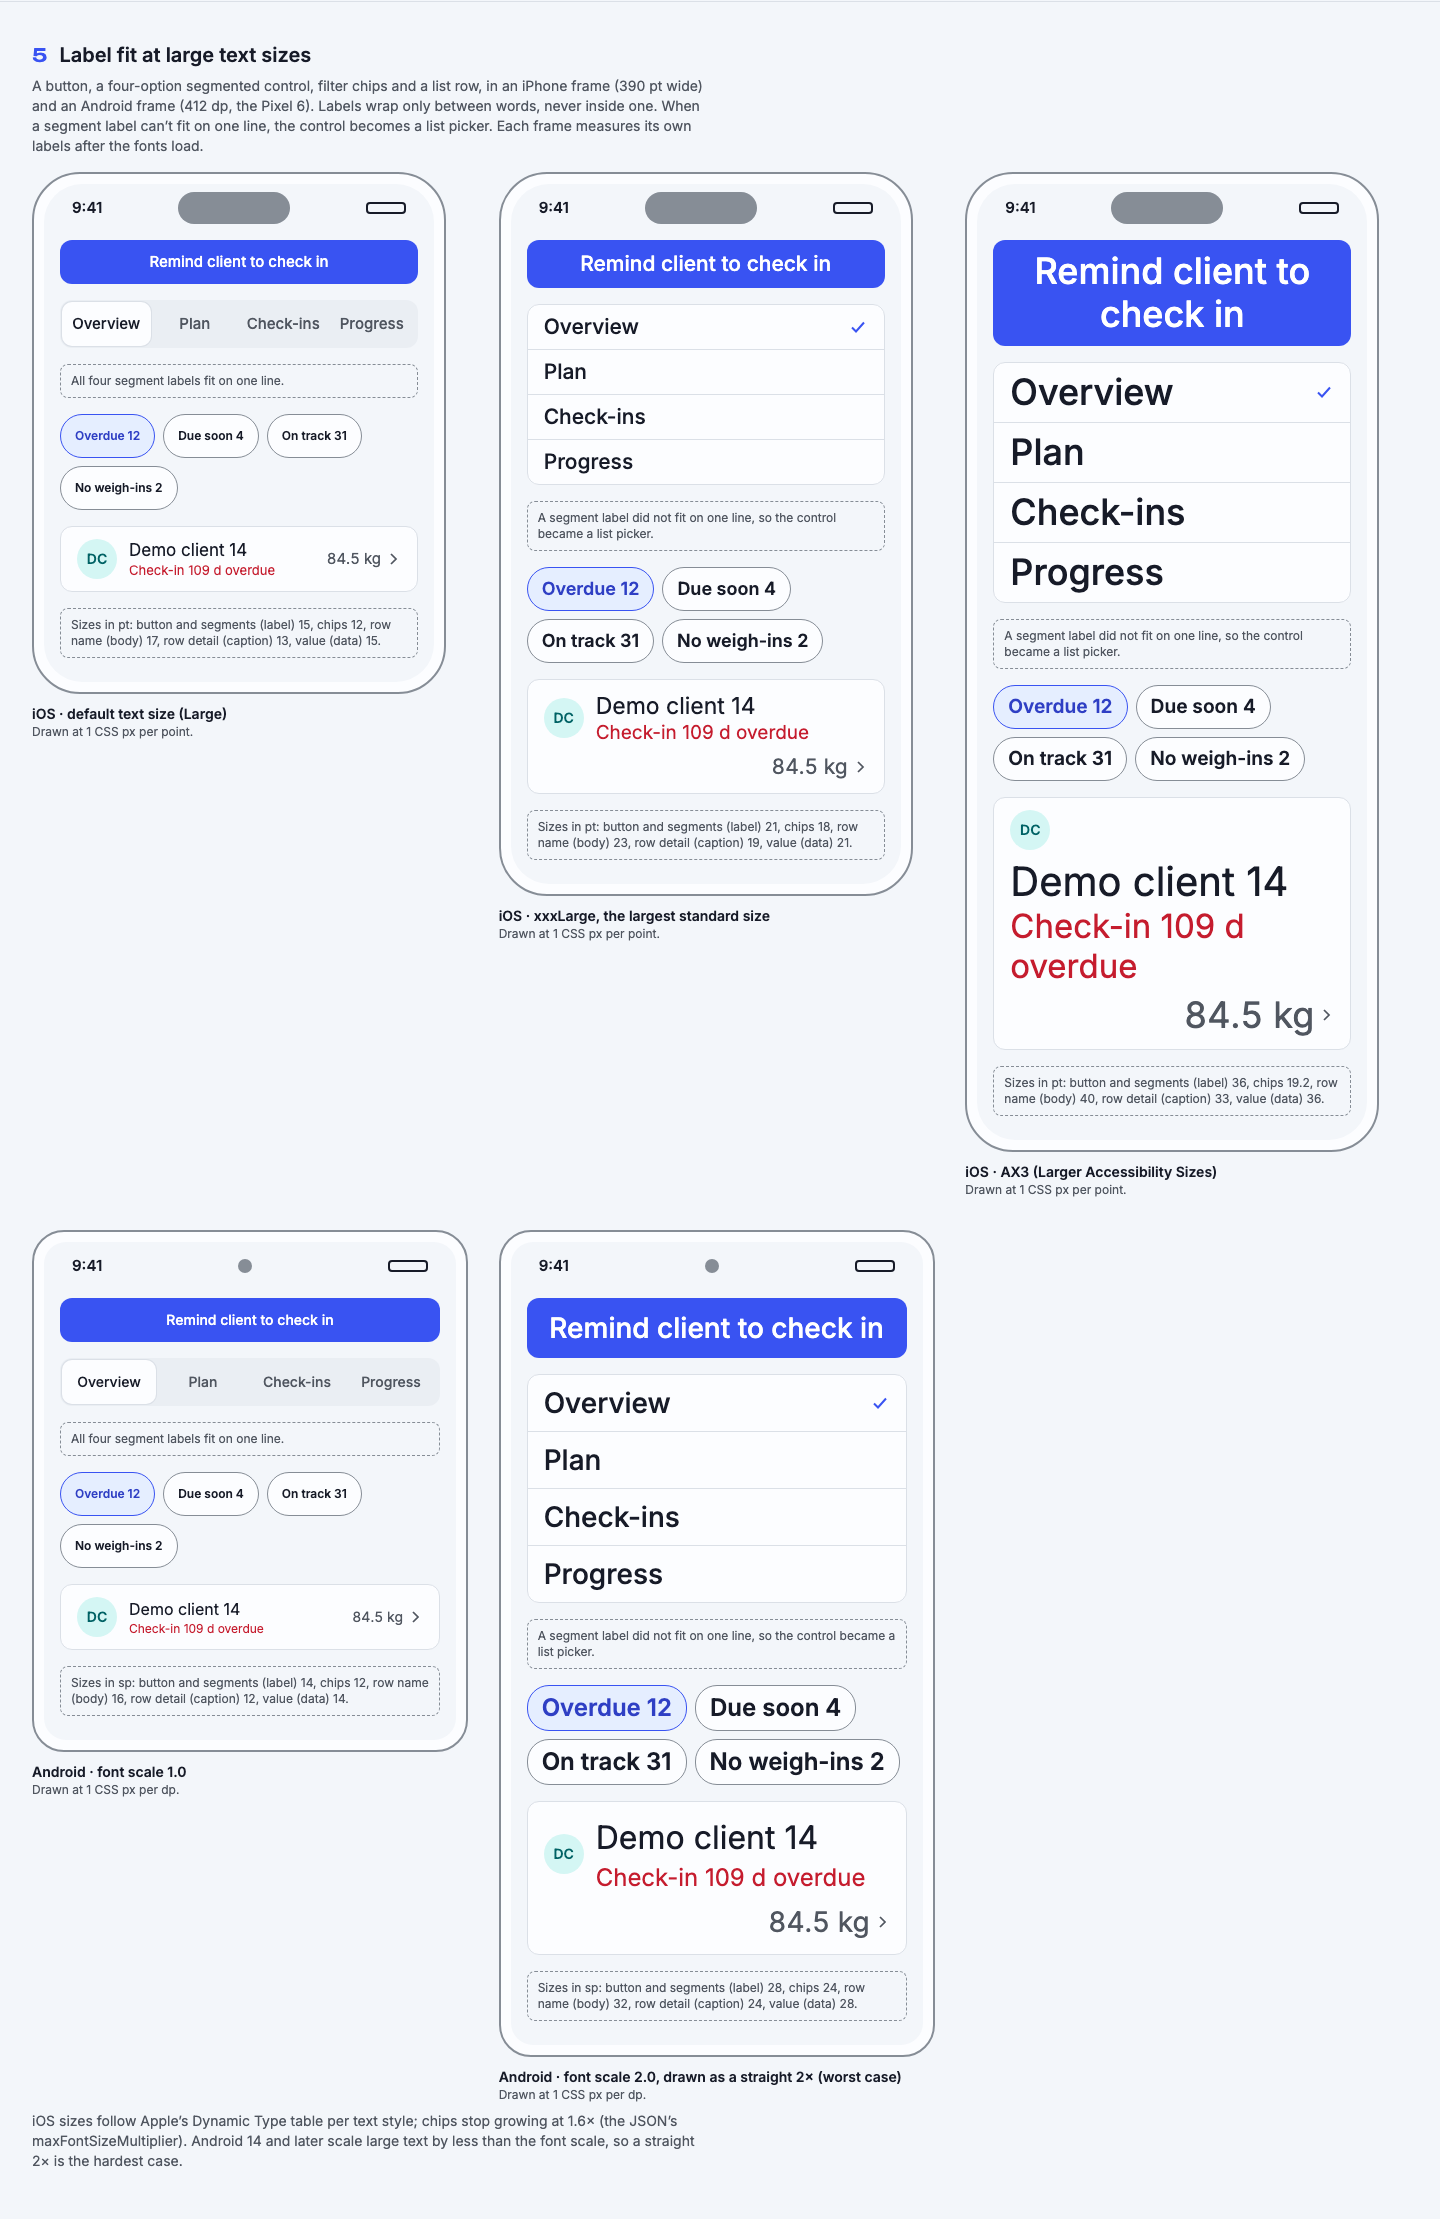 5 Label fit at large text sizes
A button, a four-option segmented control, filter chips and a list row, in an iPhone frame (390 pt wide)
and an Android frame (412 dp, the Pixel 6). Labels wrap only between words, never inside one. When
a segment label can’t fit on one line, the control becomes a list picker. Each frame measures its own
labels after the fonts load.
9:41
Remind client to check in
Overview Plan Check-ins Progress
All four segment labels fit on one line.
Overdue 12 Due soon 4 On track 31
No weigh-ins 2
DC Demo client 14 84.5 kg
Check-in 109 d overdue
Sizes in pt: button and segments (label) 15, chips 12, row
name (body) 17, row detail (caption) 13, value (data) 15.
iOS · default text size (Large)
Drawn at 1 CSS px per point.
9:41
Remind client to check in
Overview
Plan
Check-ins
Progress
A segment label did not fit on one line, so the control
became a list picker.
Overdue 12 Due soon 4
On track 31 No weigh-ins 2
DC Demo client 14
Check-in 109 d overdue
84.5 kg
Sizes in pt: button and segments (label) 21, chips 18, row
name (body) 23, row detail (caption) 19, value (data) 21.
iOS · xxxLarge, the largest standard size
Drawn at 1 CSS px per point.
9:41
Remind client to
check in
Overview
Plan
Check-ins
Progress
A segment label did not fit on one line, so the control
became a list picker.
Overdue 12 Due soon 4
On track 31 No weigh-ins 2
DC
Demo client 14
Check-in 109 d
overdue
84.5 kg
Sizes in pt: button and segments (label) 36, chips 19.2, row
name (body) 40, row detail (caption) 33, value (data) 36.
iOS · AX3 (Larger Accessibility Sizes)
Drawn at 1 CSS px per point.
9:41
Remind client to check in
Overview Plan Check-ins Progress
All four segment labels fit on one line.
Overdue 12 Due soon 4 On track 31
No weigh-ins 2
DC Demo client 14 84.5 kg
Check-in 109 d overdue
Sizes in sp: button and segments (label) 14, chips 12, row name
(body) 16, row detail (caption) 12, value (data) 14.
Android · font scale 1.0
Drawn at 1 CSS px per dp.
9:41
Remind client to check in
Overview
Plan
Check-ins
Progress
A segment label did not fit on one line, so the control became a
list picker.
Overdue 12 Due soon 4
On track 31 No weigh-ins 2
DC Demo client 14
Check-in 109 d overdue
84.5 kg
Sizes in sp: button and segments (label) 28, chips 24, row
name (body) 32, row detail (caption) 24, value (data) 28.
Android · font scale 2.0, drawn as a straight 2× (worst case)
Drawn at 1 CSS px per dp.
iOS sizes follow Apple’s Dynamic Type table per text style; chips stop growing at 1.6× (the JSON’s
maxFontSizeMultiplier). Android 14 and later scale large text by less than the font scale, so a straight
2× is the hardest case.